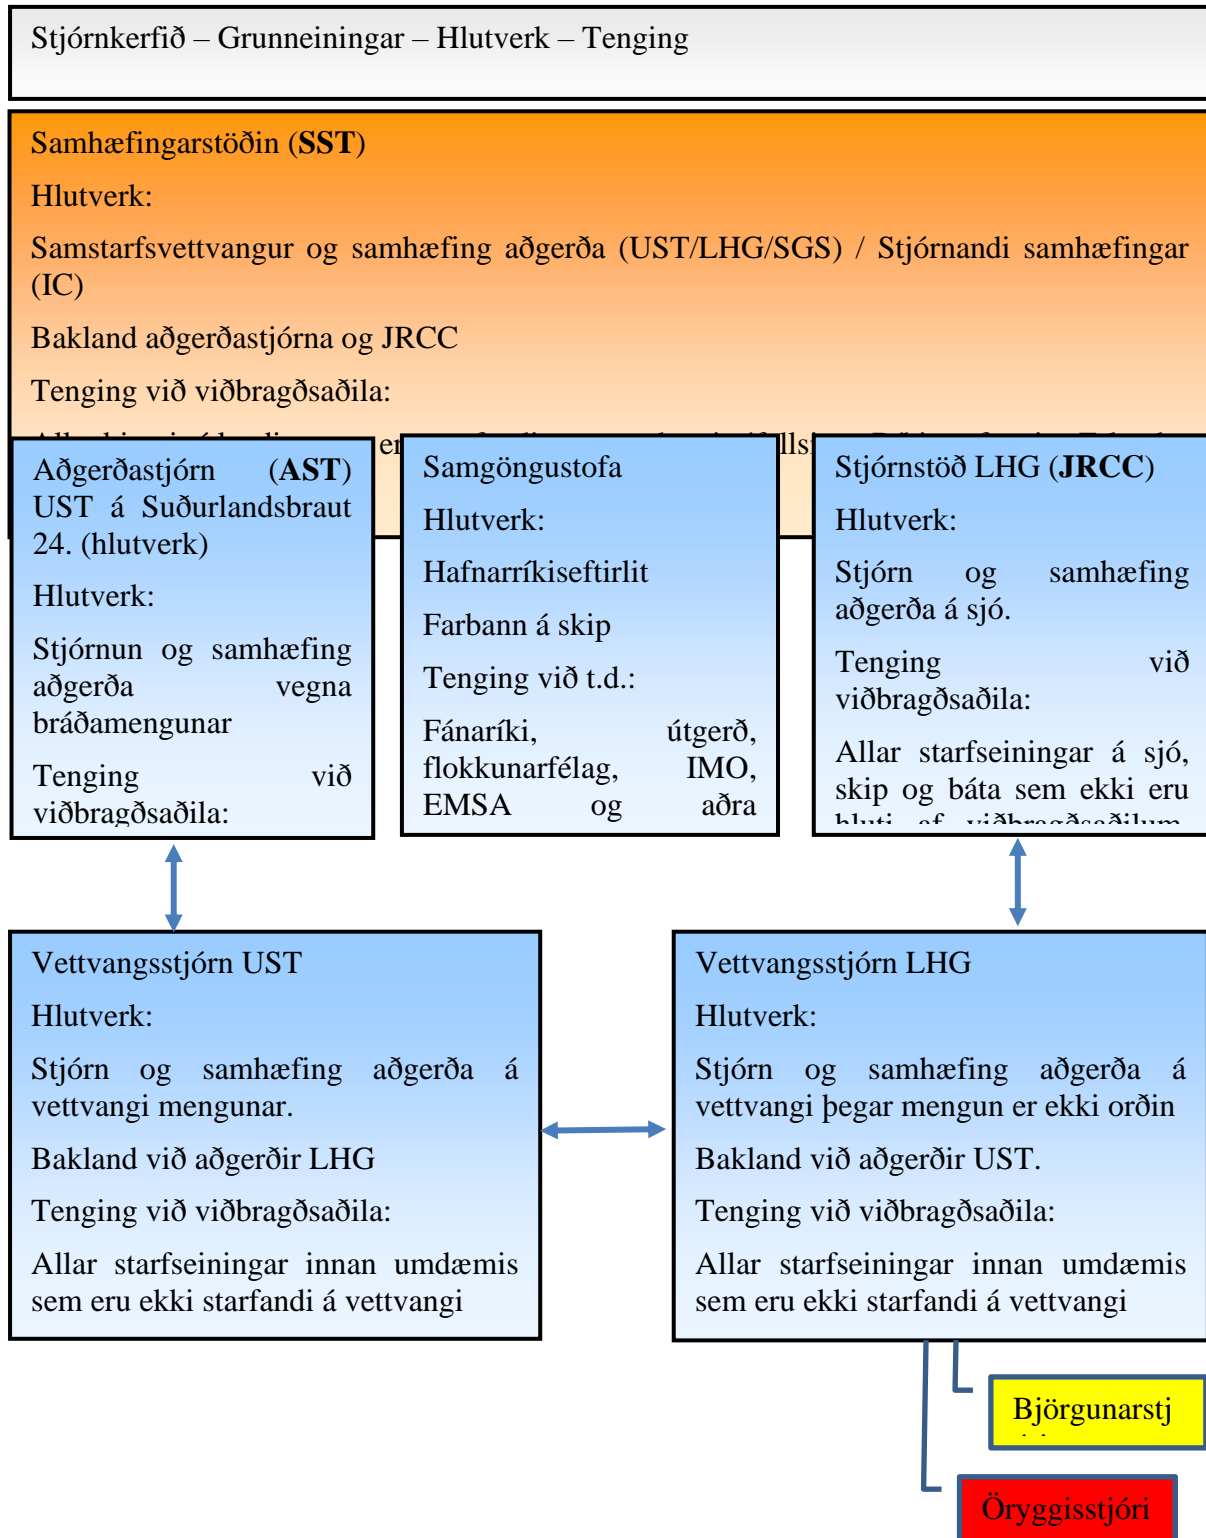 Stjórnkerfið – Grunneiningar – Hlutverk – Tenging
Samhæfingarstöðin (SST)
Hlutverk:
Samstarfsvettvangur og samhæfing aðgerða (UST/LHG/SGS) / Stjórnandi samhæfingar
(IC)
Bakland aðgerðastjórna og JRCC
Tenging við viðbragðsaðila:
Aðgerðastjórn (AST)
UST á Suðurlandsbraut
24. (hlutverk)
Hlutverk:
Stjórnun og samhæfing
aðgerða vegna
bráðamengunar
Tenging við
viðbragðsaðila:
Samgöngustofa
Hlutverk:
Hafnarríkiseftirlit
Farbann á skip
Tenging við t.d.:
Fánaríki, útgerð,
flokkunarfélag, IMO,
EMSA og aðra
Stjórnstöð LHG (JRCC)
Hlutverk:
Stjórn og samhæfing
aðgerða á sjó.
Tenging við
viðbragðsaðila:
Allar starfseiningar á sjó,
skip og báta sem ekki eru
hluti af viðbragðsaðilum.
Vettvangsstjórn UST
Hlutverk:
Stjórn og samhæfing aðgerða á
vettvangi mengunar.
Bakland við aðgerðir LHG
Tenging við viðbragðsaðila:
Allar starfseiningar innan umdæmis
sem eru ekki starfandi á vettvangi
Vettvangsstjórn LHG
Hlutverk:
Stjórn og samhæfing aðgerða á
vettvangi þegar mengun er ekki orðin
Bakland við aðgerðir UST.
Tenging við viðbragðsaðila:
Allar starfseiningar innan umdæmis
sem eru ekki starfandi á vettvangi
Björgunarstj
Öryggisstjóri